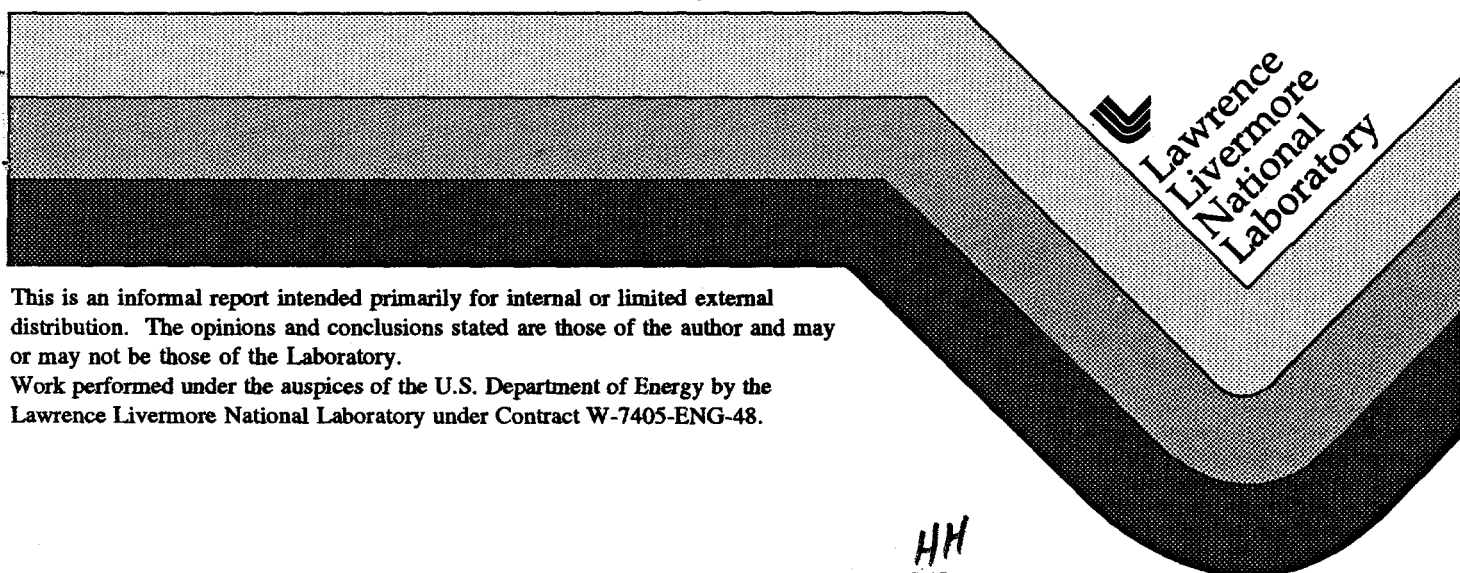 Lawrence
Livermore
National
Laboratory
This is an informal report intended primarily for internal or limited external
distribution. The opinions and conclusions stated are those of the author and may
or may not be those of the Laboratory.
Work performed under the auspices of the U.S. Department of Energy by the
Lawrence Livermore National Laboratory under Contract W-7405-ENG-48.
HH